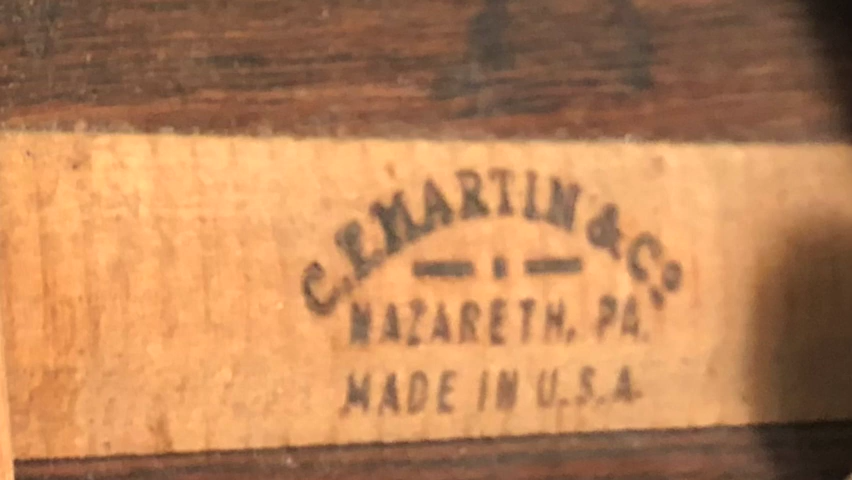 C.F. MARTIN & Co.
NAZARETH, PA.
MADE IN U.S.A.